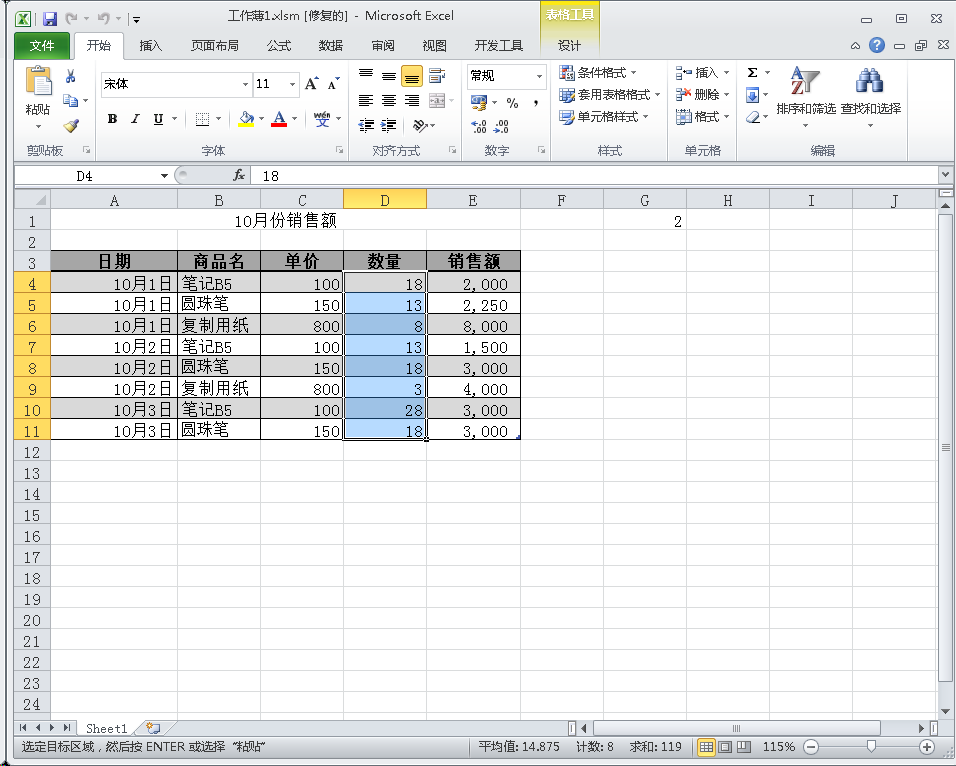 工作薄1.xlsm [修复的] - Microsoft Excel
表格工具
文件 开始 插入 页面布局 公式 数据 审阅 视图 开发工具 设计
宋体 11 A A 常规 条件格式 插入 Σ
粘贴 套用表格格式 删除 排序和筛选 查找和选择
B I U A wén 文 % , 单元格样式 格式
剪贴板 字体 对齐方式 数字 样式 单元格 编辑
D4 fx 18
A B C D E F G H I J
1 10月份销售额 2
2
3 日期 商品名 单价 数量 销售额
4 10月1日 笔记B5 100 18 2,000
5 10月1日 圆珠笔 150 13 2,250
6 10月1日 复制用纸 800 8 8,000
7 10月2日 笔记B5 100 13 1,500
8 10月2日 圆珠笔 150 18 3,000
9 10月2日 复制用纸 800 3 4,000
10 10月3日 笔记B5 100 28 3,000
11 10月3日 圆珠笔 150 18 3,000
12
13
14
15
16
17
18
19
20
21
22
23
24
Sheet1
选定目标区域，然后按 ENTER 或选择 “粘贴” 平均值: 14.875 计数: 8 求和: 119 115%